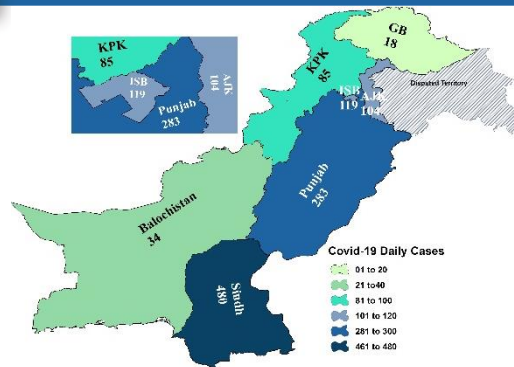 KPK
85
ISB
119
Punjab
283
AJK
104
GB
18
KPK
85
ISB
119
AJK
104
Disputed Territory
Punjab
283
Balochistan
34
Sindh
480
Covid-19 Daily Cases
01 to 20
21 to40
81 to 100
101 to 120
281 to 300
461 to 480